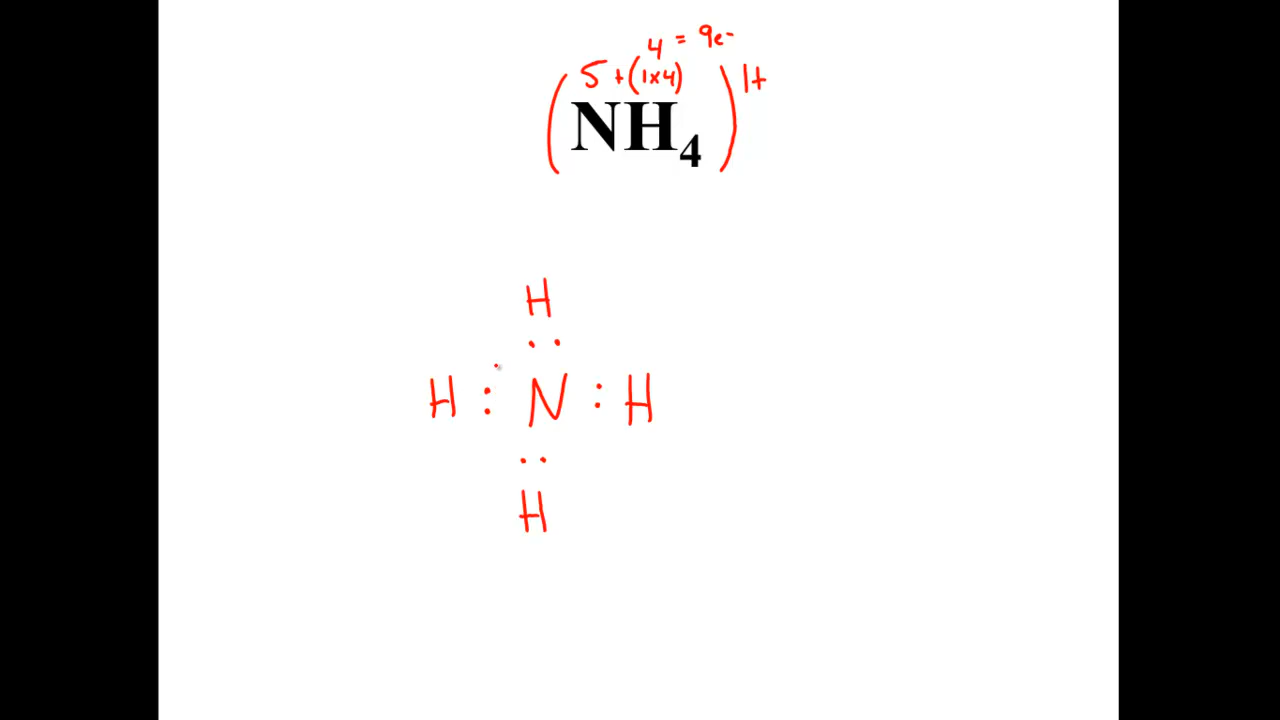 4 = 9e-
5 + (1x4)
(NH₄)1+
H
··
H : N : H
··
H